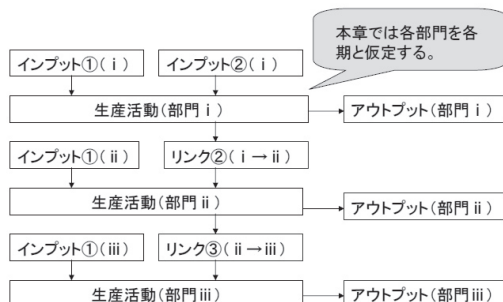 本章では各部門を各
期と仮定する。
インプット①(ⅰ)
インプット②(ⅰ)
生産活動(部門ⅰ)
アウトプット(部門ⅰ)
インプット①(ⅱ)
リンク②(ⅰ→ⅱ)
生産活動(部門ⅱ)
アウトプット(部門ⅱ)
インプット①(ⅲ)
リンク③(ⅱ→ⅲ)
生産活動(部門ⅲ)
アウトプット(部門ⅲ)